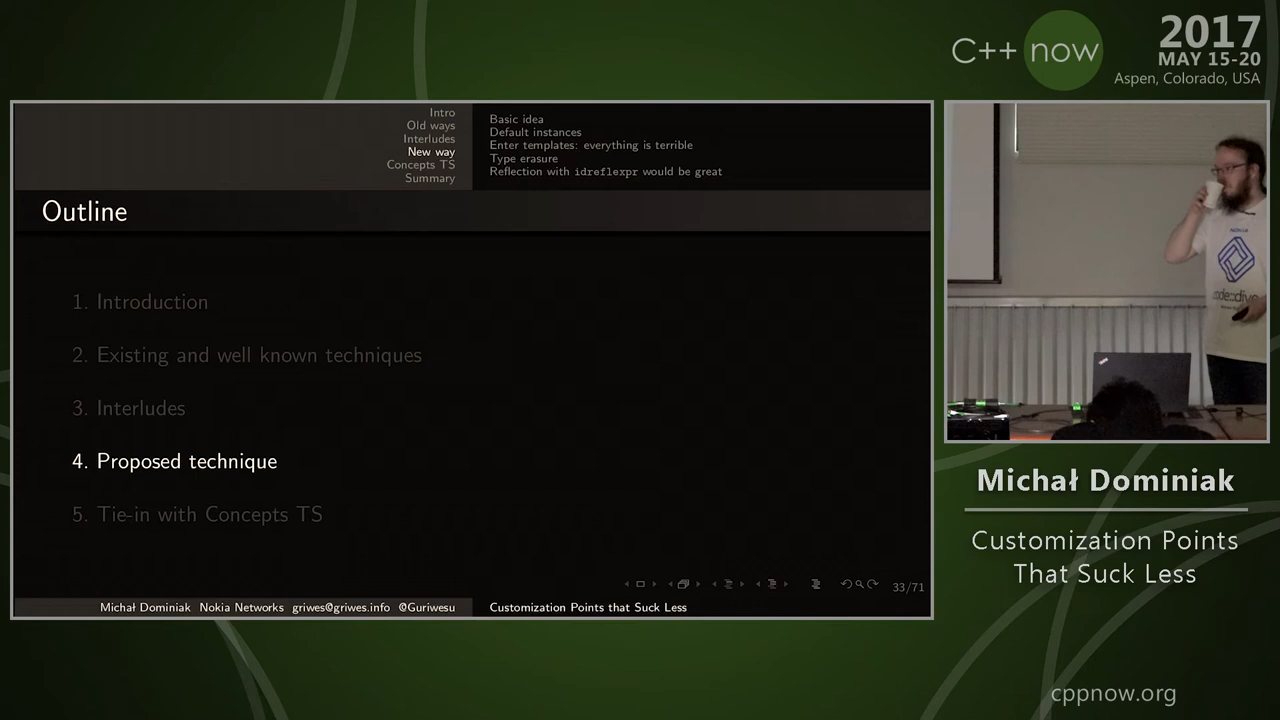 C++ now
2017
MAY 15-20
Aspen, Colorado, USA
Intro
Old ways
Interludes
New way
Concepts TS
Summary
Basic idea
Default instances
Enter templates: everything is terrible
Type erasure
Reflection with idreflexpr would be great
Outline
1. Introduction
2. Existing and well known techniques
3. Interludes
4. Proposed technique
5. Tie-in with Concepts TS
33/71
Michał Dominiak Nokia Networks griwes@griwes.info @Guriwesu
Customization Points that Suck Less
NOKIA
code::dive
Michał Dominiak
Customization Points
That Suck Less
cppnow.org